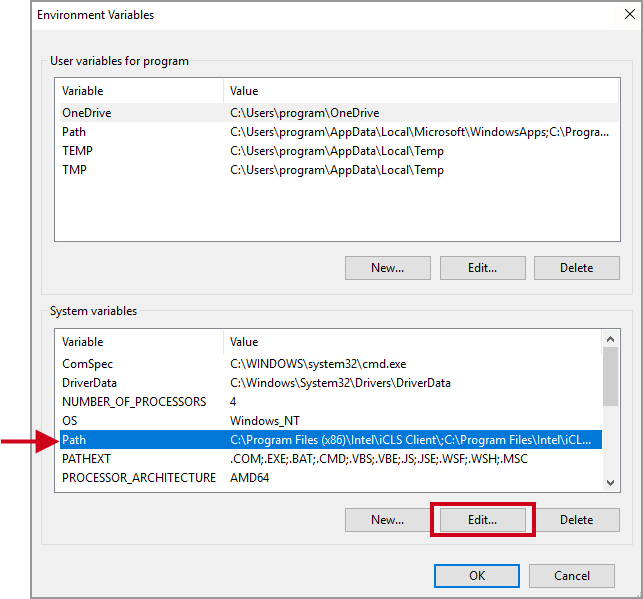 Environment Variables
User variables for program
Variable Value
OneDrive C:\Users\program\OneDrive
Path C:\Users\program\AppData\Local\Microsoft\WindowsApps;C:\Progra...
TEMP C:\Users\program\AppData\Local\Temp
TMP C:\Users\program\AppData\Local\Temp
New... Edit... Delete
System variables
Variable Value
ComSpec C:\WINDOWS\system32\cmd.exe
DriverData C:\Windows\System32\Drivers\DriverData
NUMBER_OF_PROCESSORS 4
OS Windows_NT
Path C:\Program Files (x86)\Intel\iCLS Client\;C:\Program Files\Intel\iCL...
PATHEXT .COM;.EXE;.BAT;.CMD;.VBS;.VBE;.JS;.JSE;.WSF;.WSH;.MSC
PROCESSOR_ARCHITECTURE AMD64
New... Edit... Delete
OK Cancel